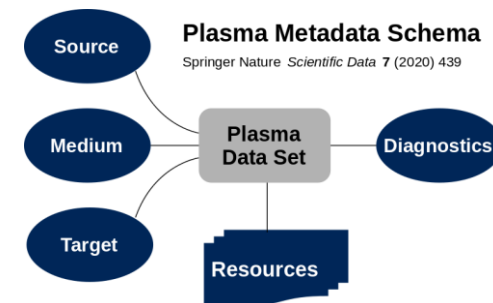 Plasma Metadata Schema
Springer Nature Scientific Data 7 (2020) 439
Source
Medium
Target
Plasma
Data Set
Diagnostics
Resources